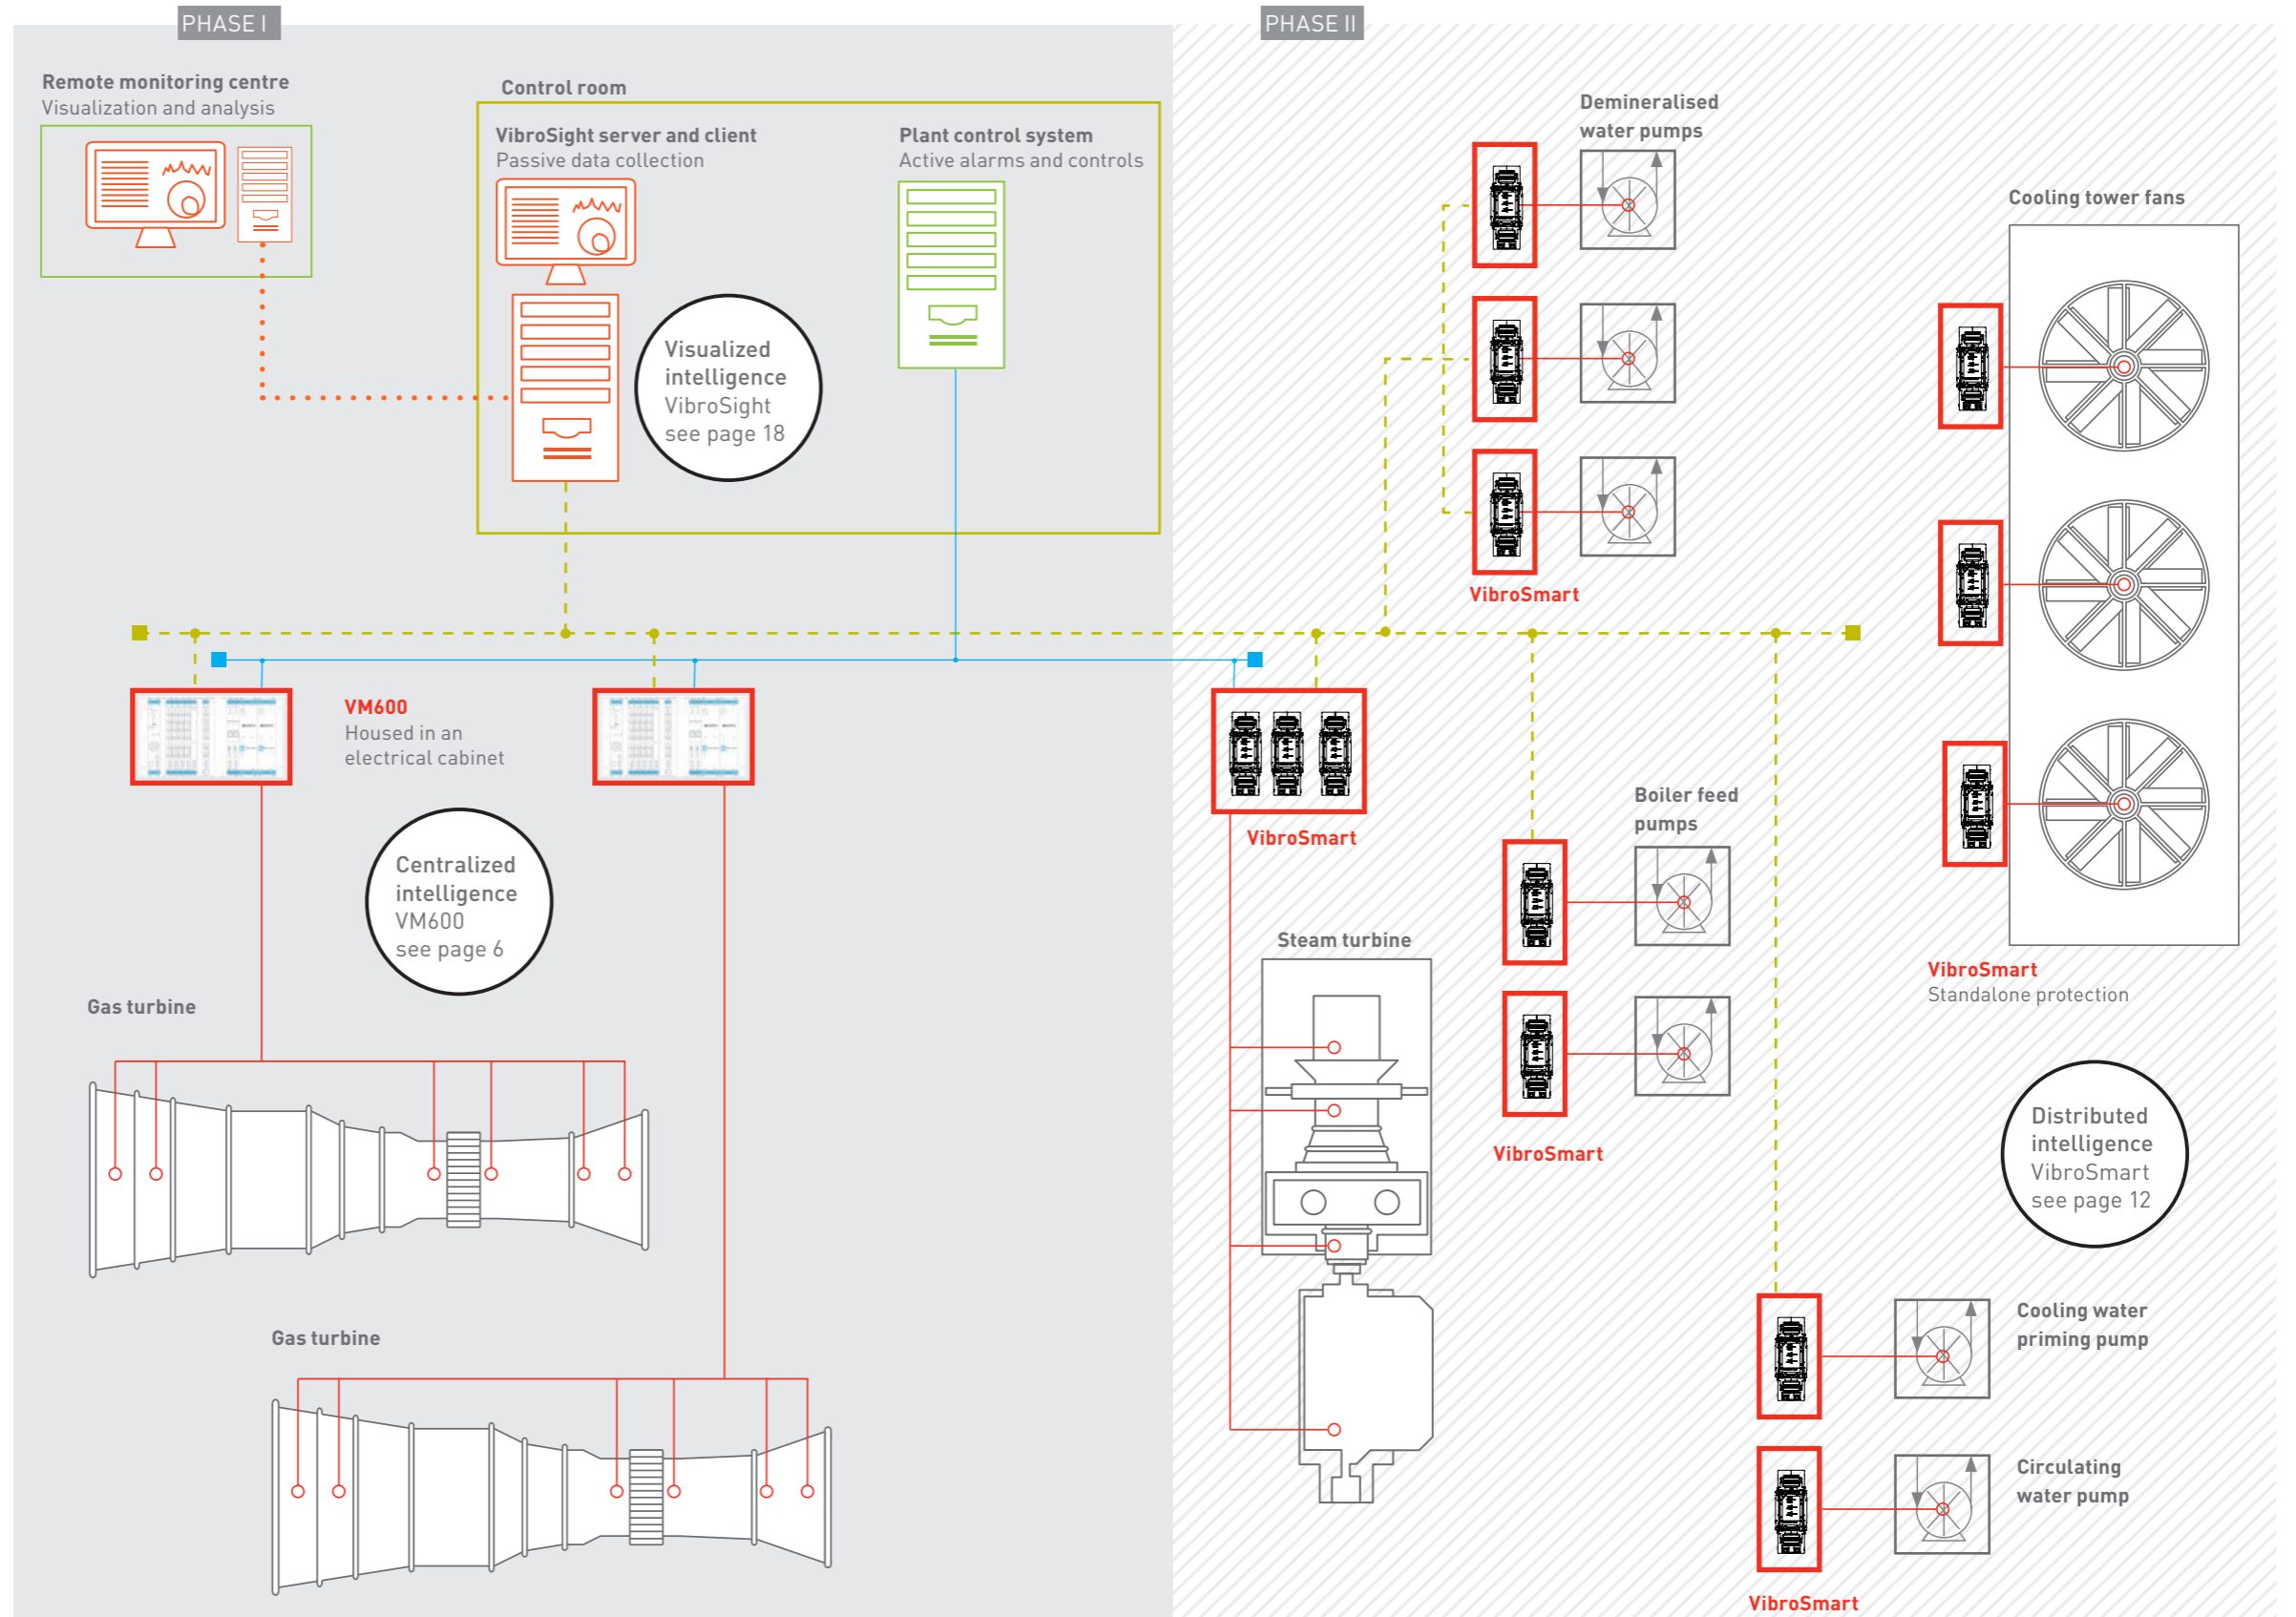 PHASE I
PHASE II
Remote monitoring centre
Visualization and analysis
Control room
VibroSight server and client
Passive data collection
Plant control system
Active alarms and controls
Visualized
intelligence
VibroSight
see page 18
Demineralised
water pumps
Cooling tower fans
VibroSmart
VM600
Housed in an
electrical cabinet
Centralized
intelligence
VM600
see page 6
VibroSmart
Boiler feed
pumps
Steam turbine
VibroSmart
Standalone protection
Gas turbine
VibroSmart
Distributed
intelligence
VibroSmart
see page 12
Gas turbine
Cooling water
priming pump
Circulating
water pump
VibroSmart